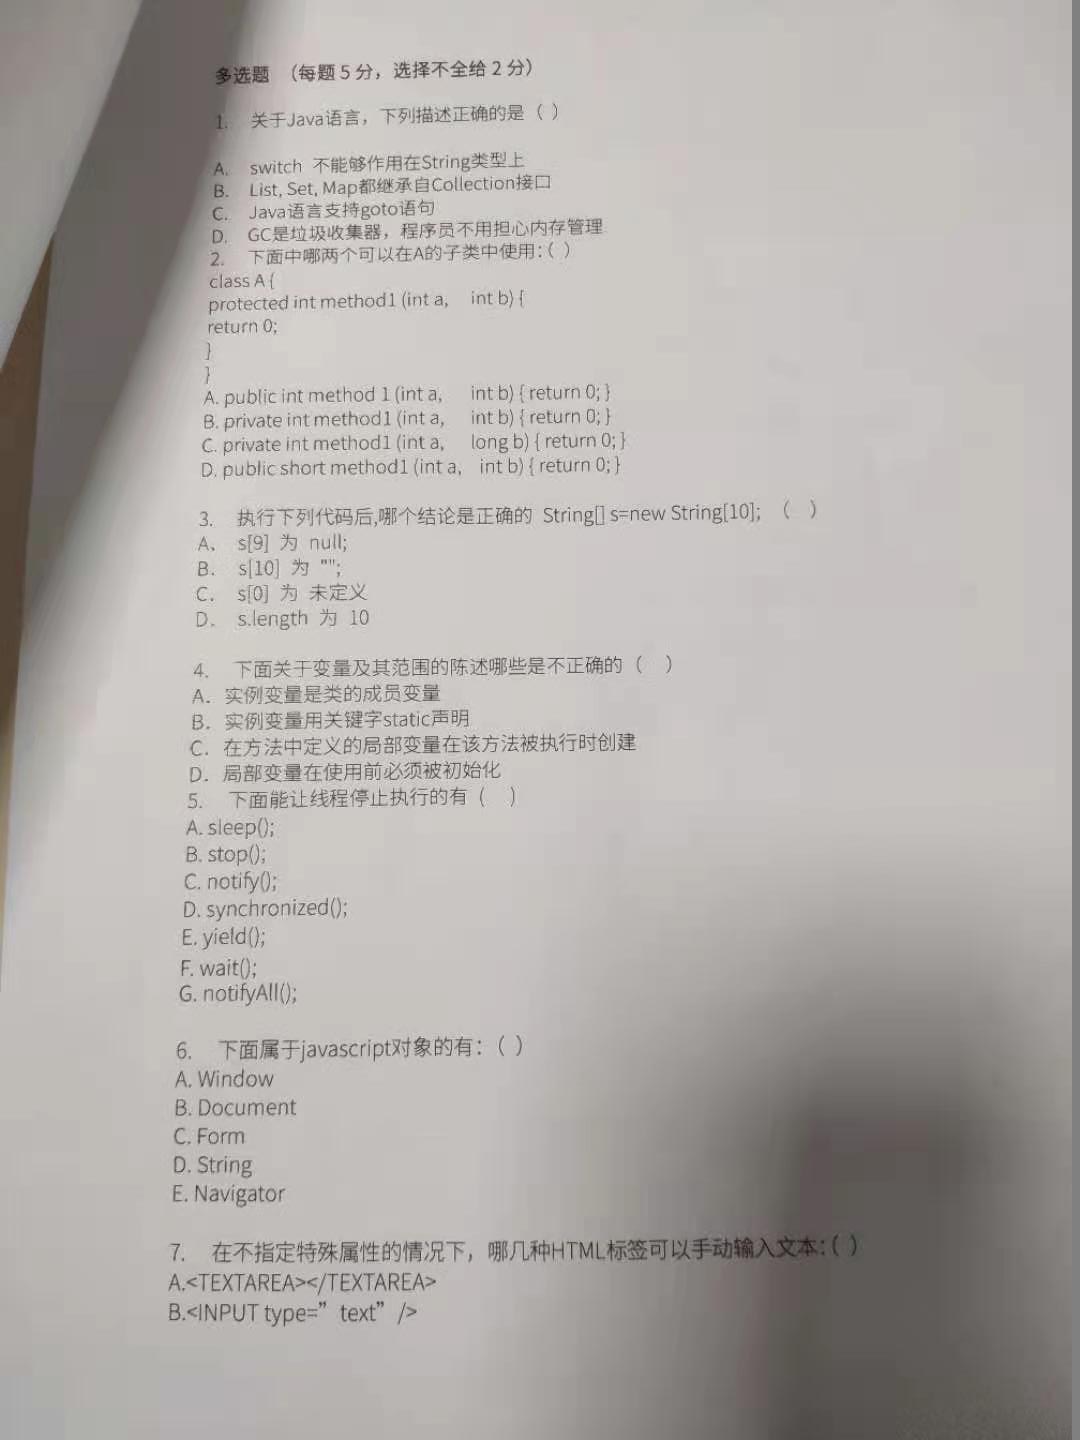 多选题 （每题 5 分，选择不全给 2 分）
1. 关于Java语言，下列描述正确的是（ ）
A. switch 不能够作用在String类型上
B. List, Set, Map都继承自Collection接口
C. Java语言支持goto语句
D. GC是垃圾收集器，程序员不用担心内存管理
2. 下面中哪两个可以在A的子类中使用：（ ）
class A {
protected int method1 (int a, int b) {
return 0;
}
}
A. public int method 1 (int a, int b) { return 0; }
B. private int method1 (int a, int b) { return 0; }
C. private int method1 (int a, long b) { return 0; }
D. public short method1 (int a, int b) { return 0; }
3. 执行下列代码后,哪个结论是正确的 String[] s=new String[10]; （ ）
A、 s[9] 为 null;
B. s[10] 为 "";
C. s[0] 为 未定义
D. s.length 为 10
4. 下面关于变量及其范围的陈述哪些是不正确的（ ）
A. 实例变量是类的成员变量
B. 实例变量用关键字static声明
C. 在方法中定义的局部变量在该方法被执行时创建
D. 局部变量在使用前必须被初始化
5. 下面能让线程停止执行的有（ ）
A. sleep();
B. stop();
C. notify();
D. synchronized();
E. yield();
F. wait();
G. notifyAll();
6. 下面属于javascript对象的有：（ ）
A. Window
B. Document
C. Form
D. String
E. Navigator
7. 在不指定特殊属性的情况下，哪几种HTML标签可以手动输入文本：（ ）
A.<TEXTAREA></TEXTAREA>
B.<INPUT type=” text” />